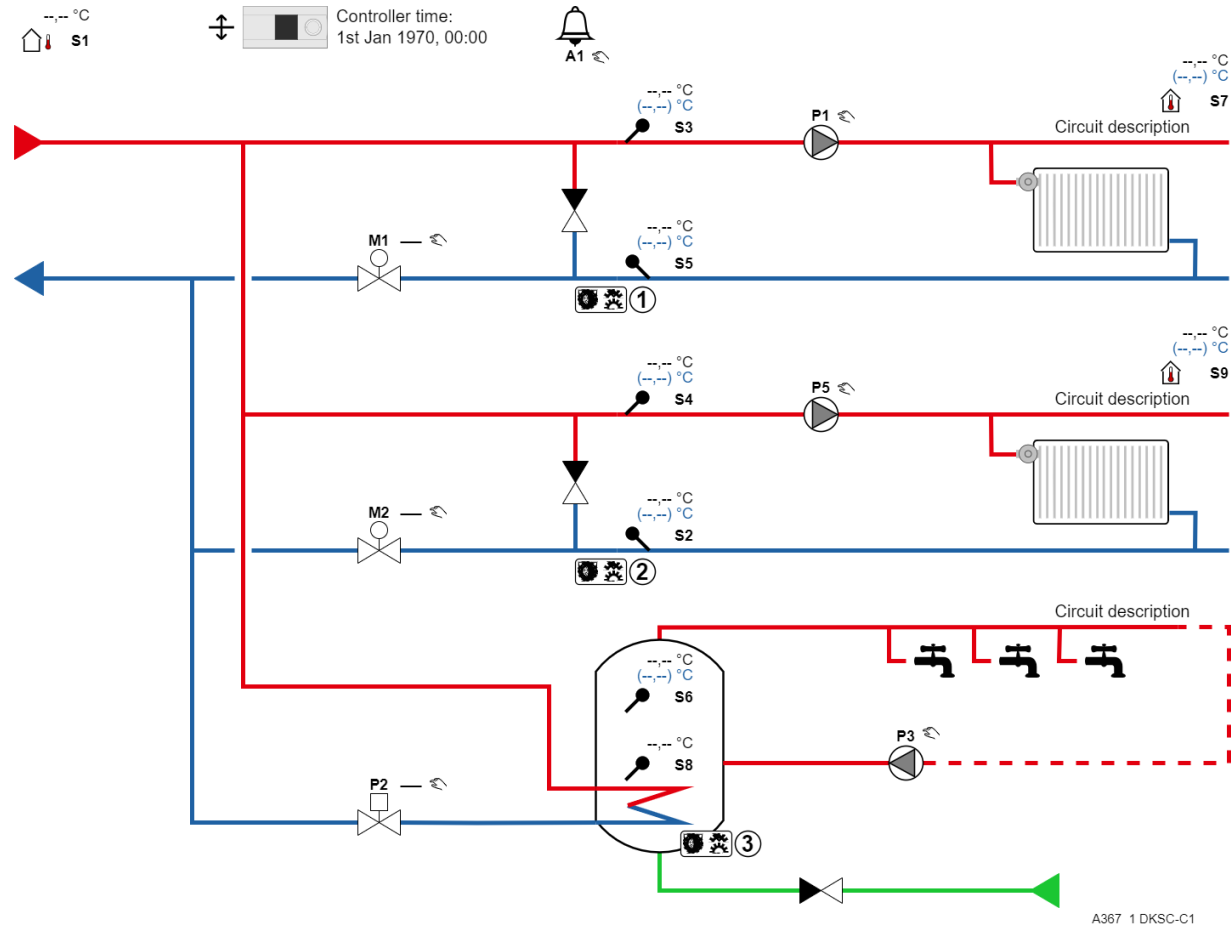 --,-- °C
S1
Controller time:
1st Jan 1970, 00:00
A1
--,-- °C
(--,--) °C
S7
Circuit description
--,-- °C
(--,--) °C
S3
P1
M1
--,-- °C
(--,--) °C
S5
1
--,-- °C
(--,--) °C
S9
Circuit description
--,-- °C
(--,--) °C
S4
P5
M2
--,-- °C
(--,--) °C
S2
2
Circuit description
--,-- °C
(--,--) °C
S6
P3
--,-- °C
S8
P2
3
A367 1 DKSC-C1